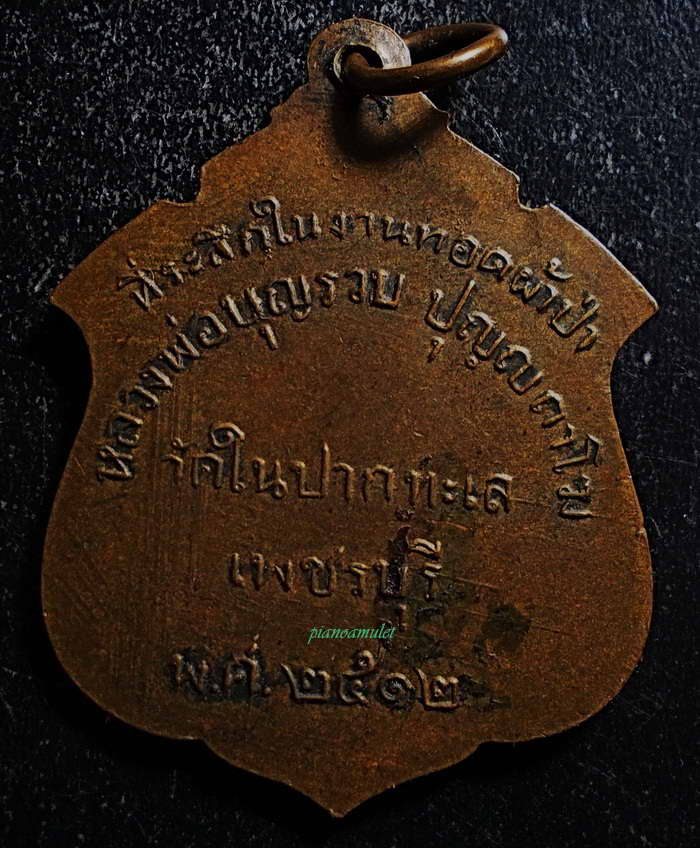 ที่ระลึกในงานทอดผ้าป่า
หลวงพ่อบุญรวบ ปุญญกาโม
วัดในปากทะเล
เพชรบุรี
pianoamulet
พ.ศ. ๒๕๑๒